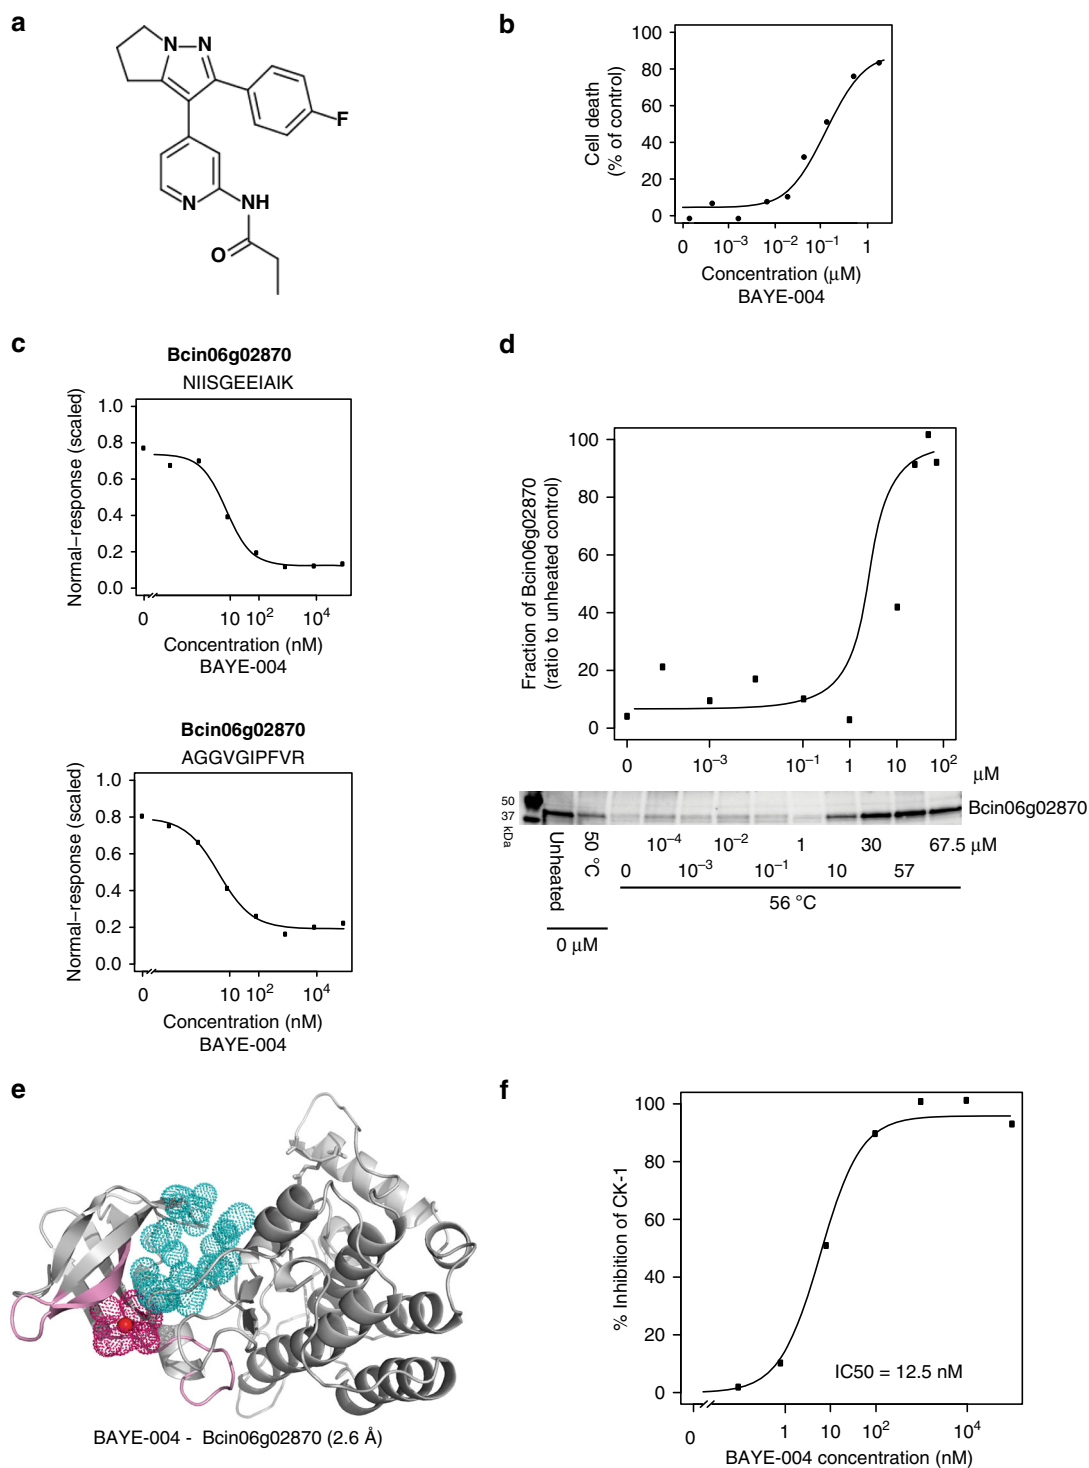 a
N
N
F
N
NH
O
b
Cell death
(% of control)
100
80
60
40
20
0
0 10⁻³ 10⁻² 10⁻¹ 1
Concentration (μM)
BAYE-004
c
Bcin06g02870
NIISGEEIAIK
Normal–response (scaled)
1.0
0.8
0.6
0.4
0.2
0.0
0 10 10² 10⁴
Concentration (nM)
BAYE-004
Bcin06g02870
AGGVGIPFVR
Normal–response (scaled)
1.0
0.8
0.6
0.4
0.2
0.0
0 10 10² 10⁴
Concentration (nM)
BAYE-004
d
Fraction of Bcin06g02870
(ratio to unheated control)
100
80
60
40
20
0
0 10⁻³ 10⁻¹ 1 10 10² μM
50
37
kDa
Bcin06g02870
Unheated
50 °C
10⁻⁴ 10⁻² 1 30 67.5 μM
0 10⁻³ 10⁻¹ 10 57
56 °C
0 μM
e
BAYE-004 - Bcin06g02870 (2.6 Å)
f
% Inhibition of CK-1
100
80
60
40
20
0
IC50 = 12.5 nM
0 1 10 10² 10⁴
BAYE-004 concentration (nM)